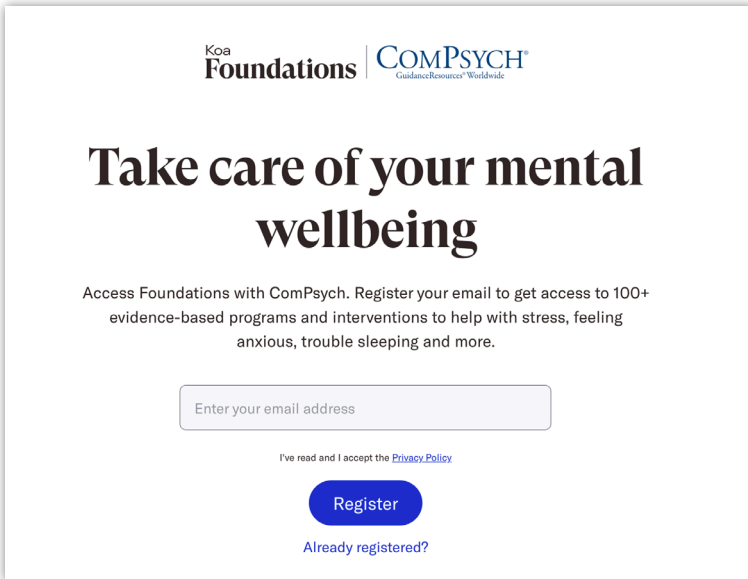 Koa
Foundations
COMPSYCH®
GuidanceResources® Worldwide
Take care of your mental
wellbeing
Access Foundations with ComPsych. Register your email to get access to 100+
evidence-based programs and interventions to help with stress, feeling
anxious, trouble sleeping and more.
Enter your email address
I've read and I accept the Privacy Policy
Register
Already registered?